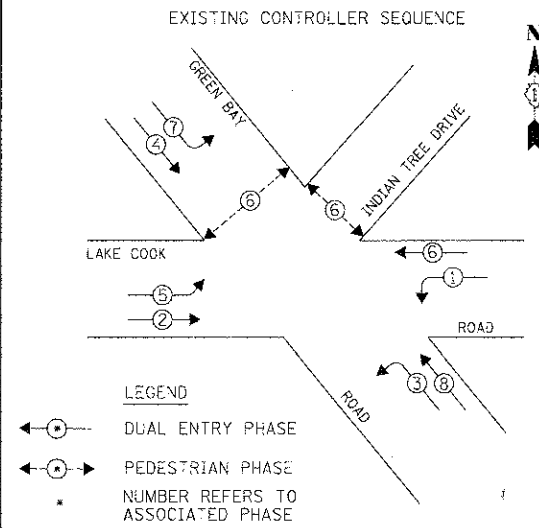 EXISTING CONTROLLER SEQUENCE
N
GREEN BAY
7
4
6
6
INDIAN TREE DRIVE
LAKE COOK
6
1
5
2
ROAD
3
8
ROAD
LEGEND
* DUAL ENTRY PHASE
* PEDESTRIAN PHASE
* NUMBER REFERS TO
ASSOCIATED PHASE